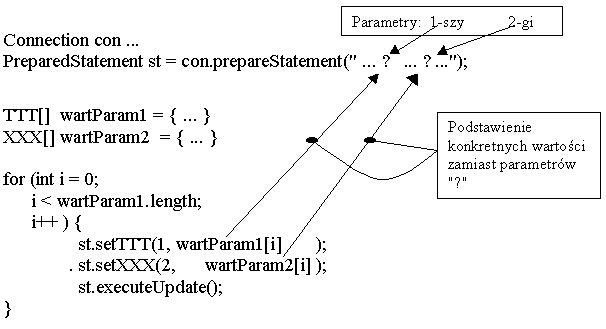 Parametry: 1-szy 2-gi
Connection con ...
PreparedStatement st = con.prepareStatement(" ... ? ... ? ...");
TTT[] wartParam1 = { ... }
XXX[] wartParam2 = { ... }
Podstawienie
konkretnych wartości
zamiast parametrów
"?"
for (int i = 0;
i < wartParam1.length;
i++ ) {
st.setTTT(1, wartParam1[i] );
. st.setXXX(2, wartParam2[i] );
st.executeUpdate();
}